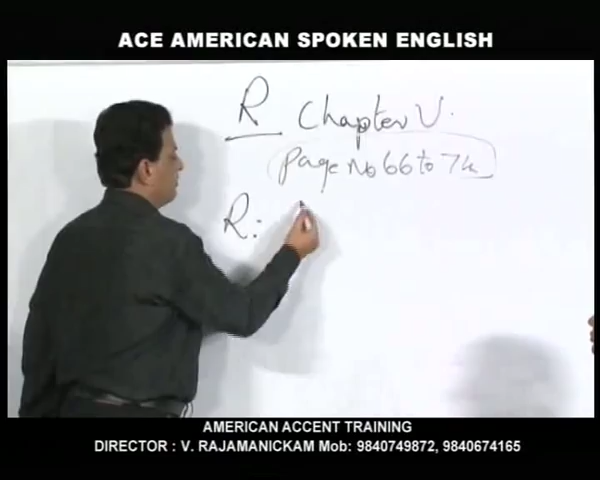 ACE AMERICAN SPOKEN ENGLISH
R Chapter V.
Page No 66 to 74
R:
AMERICAN ACCENT TRAINING
DIRECTOR : V. RAJAMANICKAM Mob: 9840749872, 9840674165